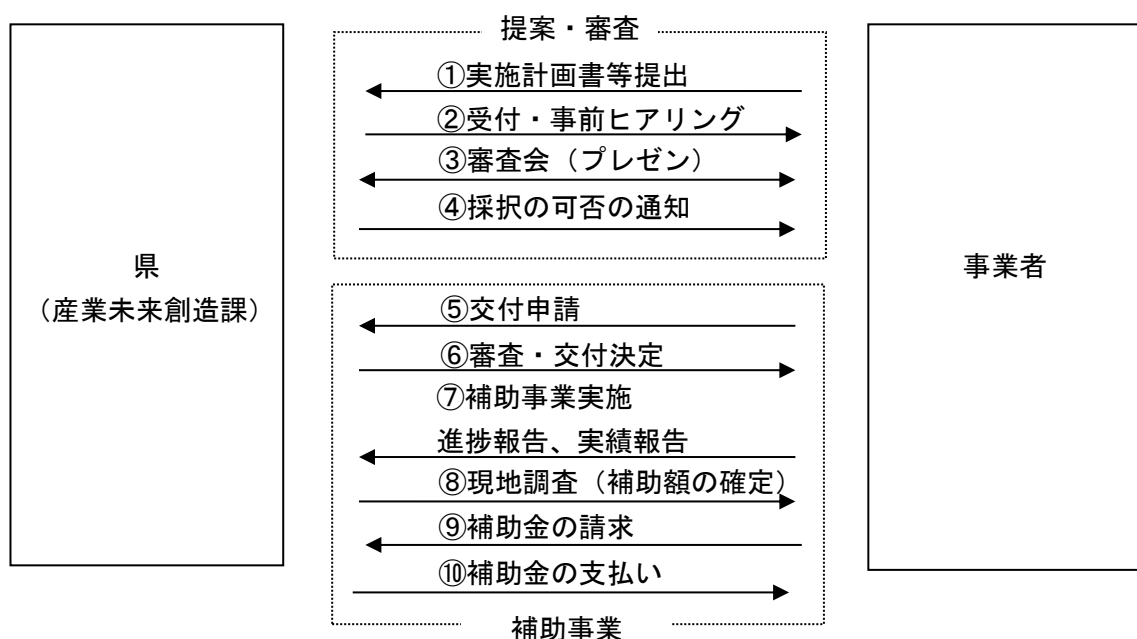 提案・審査
①実施計画書等提出
②受付・事前ヒアリング
③審査会（プレゼン）
④採択の可否の通知
県
（産業未来創造課）
事業者
⑤交付申請
⑥審査・交付決定
⑦補助事業実施
進捗報告、実績報告
⑧現地調査（補助額の確定）
⑨補助金の請求
⑩補助金の支払い
補助事業